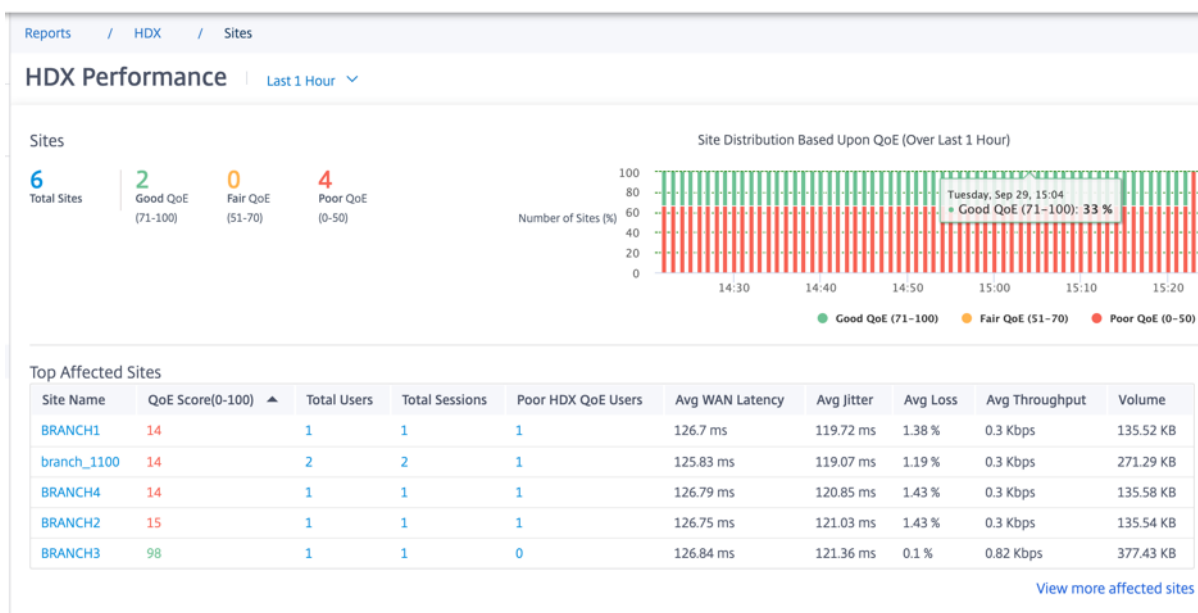 Reports / HDX / Sites
HDX Performance Last 1 Hour
Sites
6 Total Sites
2 Good QoE (71-100)
0 Fair QoE (51-70)
4 Poor QoE (0-50)
Site Distribution Based Upon QoE (Over Last 1 Hour)
Number of Sites (%)
100
80
60
40
20
0
Tuesday, Sep 29, 15:04
Good QoE (71-100): 33 %
14:30 14:40 14:50 15:00 15:10 15:20
Good QoE (71-100) Fair QoE (51-70) Poor QoE (0-50)
Top Affected Sites
Site Name QoE Score(0-100) Total Users Total Sessions Poor HDX QoE Users Avg WAN Latency Avg Jitter Avg Loss Avg Throughput Volume
BRANCH1 14 1 1 1 126.7 ms 119.72 ms 1.38 % 0.3 Kbps 135.52 KB
branch_1100 14 2 2 1 125.83 ms 119.07 ms 1.19 % 0.3 Kbps 271.29 KB
BRANCH4 14 1 1 1 126.79 ms 120.85 ms 1.43 % 0.3 Kbps 135.58 KB
BRANCH2 15 1 1 1 126.75 ms 121.03 ms 1.43 % 0.3 Kbps 135.54 KB
BRANCH3 98 1 1 0 126.84 ms 121.36 ms 0.1 % 0.82 Kbps 377.43 KB
View more affected sites